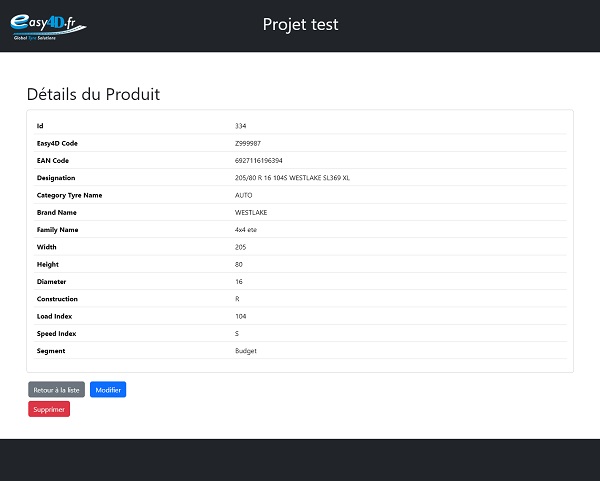 easy4D.fr
Global Tyre Solutions
Projet test
Détails du Produit
Id 334
Easy4D Code Z999987
EAN Code 6927116196394
Designation 205/80 R 16 104S WESTLAKE SL369 XL
Category Tyre Name AUTO
Brand Name WESTLAKE
Family Name 4x4 ete
Width 205
Height 80
Diameter 16
Construction R
Load Index 104
Speed Index S
Segment Budget
Retour à la liste Modifier
Supprimer